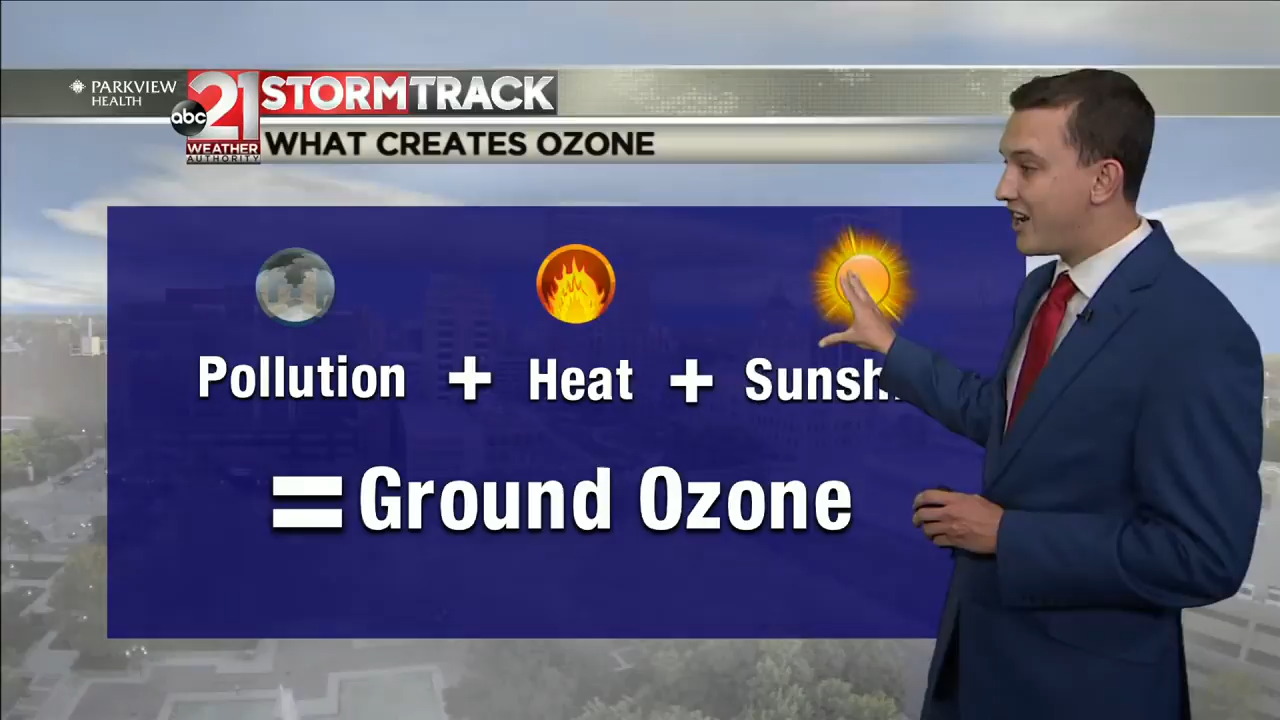 PARKVIEW
HEALTH
abc 21 STORMTRACK
WEATHER
AUTHORITY
WHAT CREATES OZONE
Pollution + Heat + Sunsh
= Ground Ozone